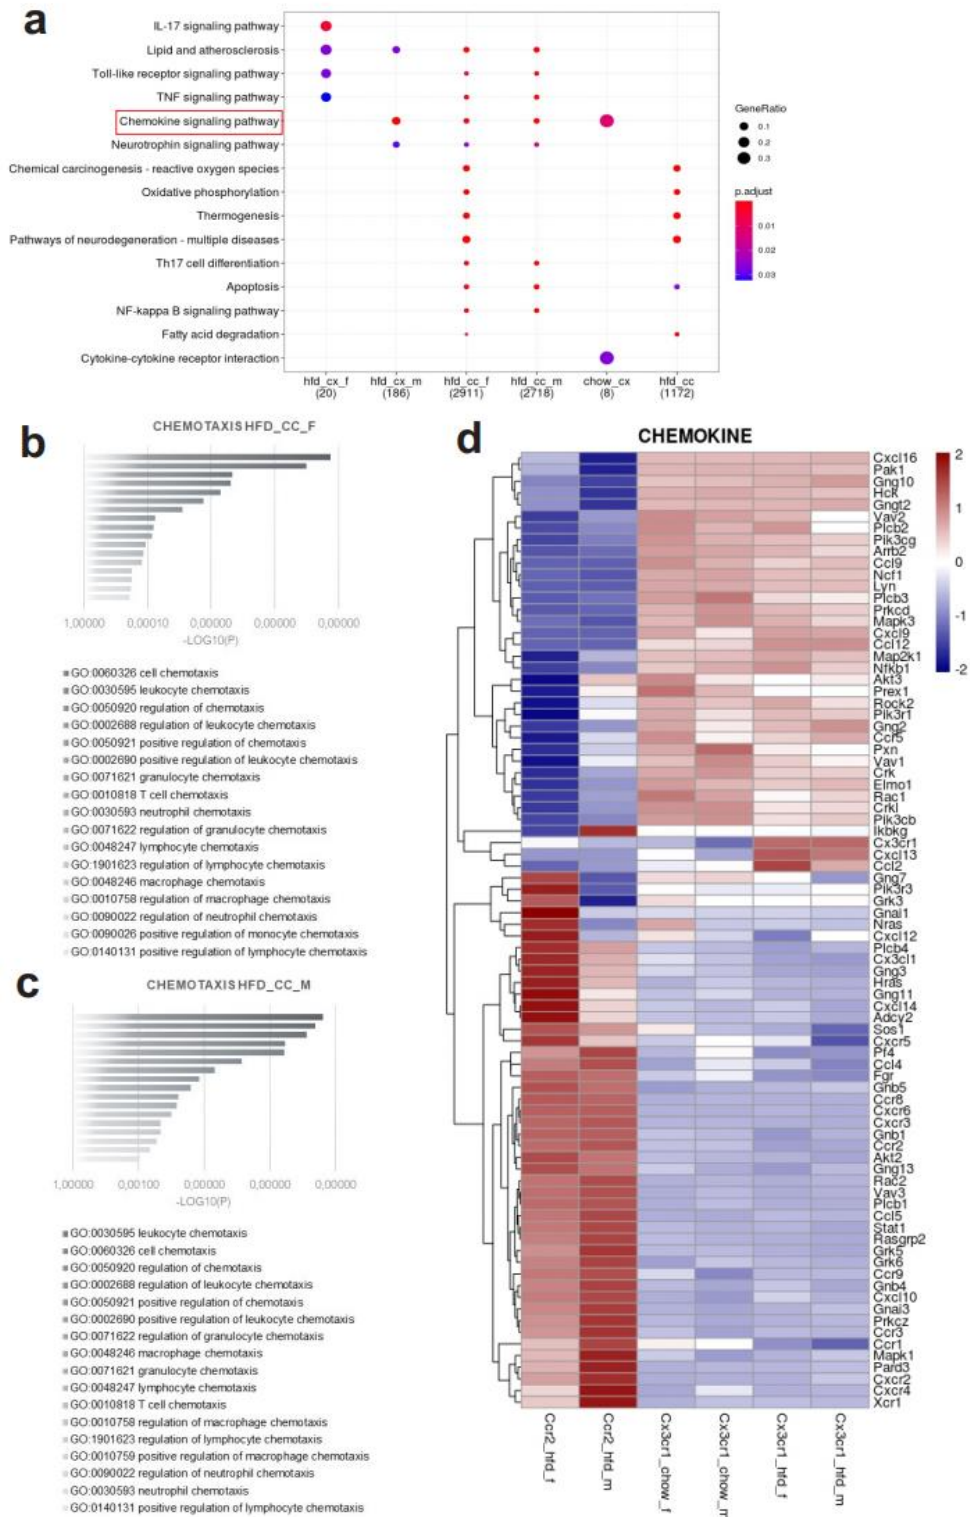 a
IL-17 signaling pathway
Lipid and atherosclerosis
Toll-like receptor signaling pathway
TNF signaling pathway
Chemokine signaling pathway
Neurotrophin signaling pathway
Chemical carcinogenesis - reactive oxygen species
Oxidative phosphorylation
Thermogenesis
Pathways of neurodegeneration - multiple diseases
Th17 cell differentiation
Apoptosis
NF-kappa B signaling pathway
Fatty acid degradation
Cytokine-cytokine receptor interaction
hfd_cx_f hfd_cx_m hfd_cc_f hfd_cc_m chow_cx hfd_cc
(20) (186) (2911) (2718) (8) (1172)
GeneRatio
0.1
0.2
0.3
p.adjust
0.01
0.02
0.03
b
CHEMOTAXIS HFD_CC_F
1,00000 0,00100 0,00000 0,00000 0,00000
-LOG10(P)
GO:0060326 cell chemotaxis
GO:0030595 leukocyte chemotaxis
GO:0050920 regulation of chemotaxis
GO:0002688 regulation of leukocyte chemotaxis
GO:0050921 positive regulation of chemotaxis
GO:0002690 positive regulation of leukocyte chemotaxis
GO:0071621 granulocyte chemotaxis
GO:0010818 T cell chemotaxis
GO:0030593 neutrophil chemotaxis
GO:0071622 regulation of granulocyte chemotaxis
GO:0048247 lymphocyte chemotaxis
GO:1901623 regulation of lymphocyte chemotaxis
GO:0048246 macrophage chemotaxis
GO:0010758 regulation of macrophage chemotaxis
GO:0090022 regulation of neutrophil chemotaxis
GO:0090026 positive regulation of monocyte chemotaxis
GO:0140131 positive regulation of lymphocyte chemotaxis
c
CHEMOTAXIS HFD_CC_M
1,00000 0,00100 0,00000 0,00000 0,00000
-LOG10(P)
GO:0030595 leukocyte chemotaxis
GO:0060326 cell chemotaxis
GO:0050920 regulation of chemotaxis
GO:0002688 regulation of leukocyte chemotaxis
GO:0050921 positive regulation of chemotaxis
GO:0002690 positive regulation of leukocyte chemotaxis
GO:0071622 regulation of granulocyte chemotaxis
GO:0048246 macrophage chemotaxis
GO:0071621 granulocyte chemotaxis
GO:0048247 lymphocyte chemotaxis
GO:0010818 T cell chemotaxis
GO:0010758 regulation of macrophage chemotaxis
GO:1901623 regulation of lymphocyte chemotaxis
GO:0010759 positive regulation of macrophage chemotaxis
GO:0090022 regulation of neutrophil chemotaxis
GO:0030593 neutrophil chemotaxis
GO:0140131 positive regulation of lymphocyte chemotaxis
d
CHEMOKINE
Cxcl16
Pak1
Gng10
Hck
Gngt2
Vav2
Plcb2
Pik3cg
Arrb2
Ccl9
Ncf1
Lyn
Plcb3
Prkcd
Mapk3
Cxcl9
Ccl12
Map2k1
Nfkb1
Akt3
Prex1
Rock2
Pik3r1
Gng2
Ccr5
Pxn
Vav1
Crk
Elmo1
Rac1
Crkl
Pik3cb
Ikbkg
Cx3cr1
Cxcl13
Ccl2
Gng7
Pik3r3
Grk3
Gnai1
Nras
Cxcl12
Plcb4
Cx3cl1
Gng3
Hras
Gng11
Cxcl14
Adcy2
Sos1
Cxcr5
Pf4
Ccl4
Fgr
Gnb5
Ccr8
Cxcr6
Cxcr3
Gnb1
Ccr2
Akt2
Gng13
Rac2
Vav3
Plcb1
Ccl5
Stat1
Rasgrp2
Grk5
Grk6
Ccr9
Gnb4
Cxcl10
Gnai3
Prkcz
Ccr3
Ccr1
Mapk1
Pard3
Cxcr2
Cxcr4
Xcr1
Ccr2_hfd_f
Ccr2_hfd_m
Cx3cr1_chow_f
Cx3cr1_chow_m
Cx3cr1_hfd_f
Cx3cr1_hfd_m
2
1
0
-1
-2